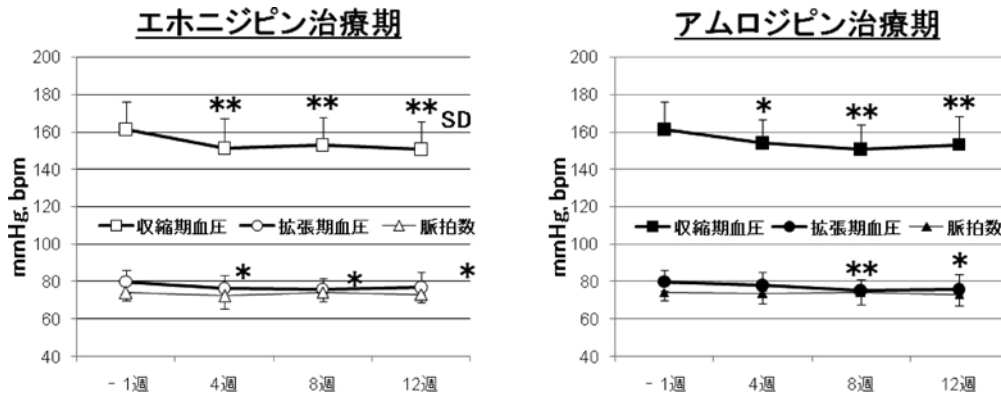 エホニジピン治療期
200
180
160
140
120
100
80
60
40
mmHg, bpm
** ** **
SD
収縮期血圧 拡張期血圧 脈拍数
* * *
- 1週 4週 8週 12週
アムロジピン治療期
200
180
160
140
120
100
80
60
40
mmHg, bpm
* ** **
収縮期血圧 拡張期血圧 脈拍数
** *
- 1週 4週 8週 12週